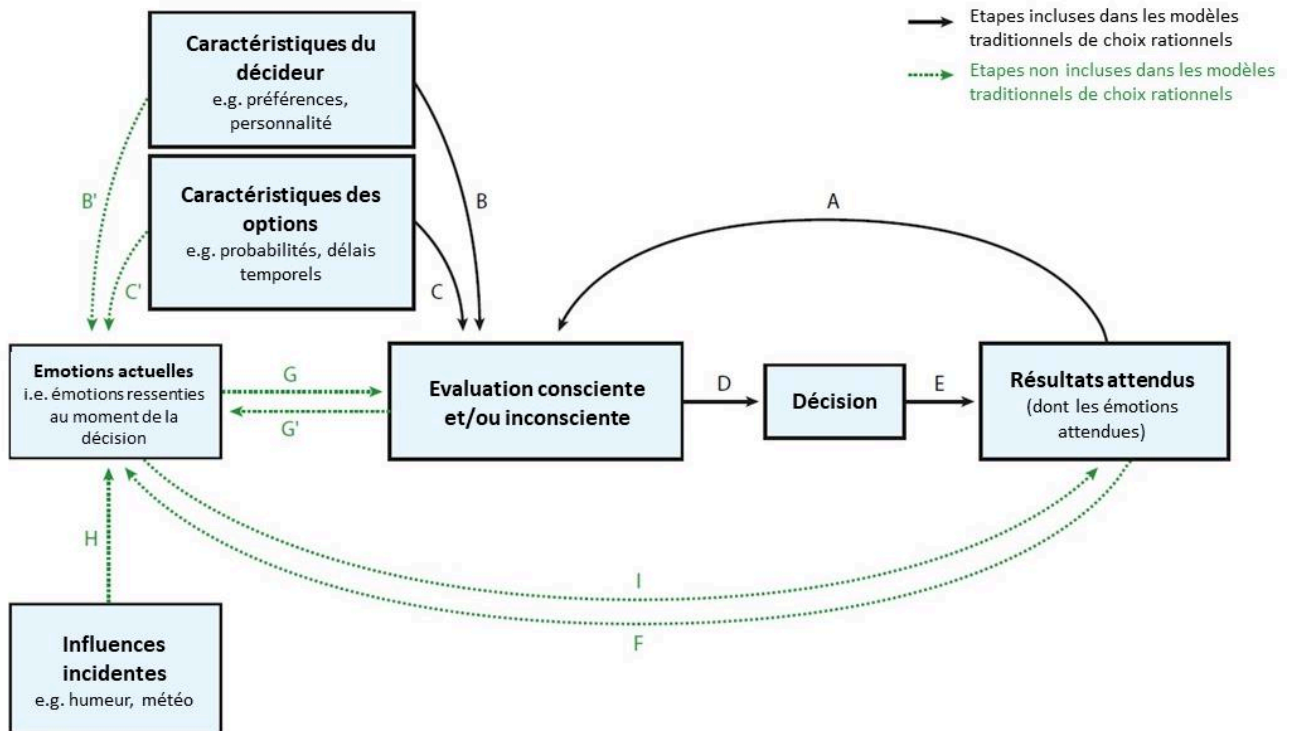 Etapes incluses dans les modèles
traditionnels de choix rationnels
Etapes non incluses dans les modèles
traditionnels de choix rationnels
Caractéristiques du
décideur
e.g. préférences,
personnalité
Caractéristiques des
options
e.g. probabilités, délais
temporels
B'
C'
B
C
A
Emotions actuelles
i.e. émotions ressenties
au moment de la
décision
G
G'
Evaluation consciente
et/ou inconsciente
D
Décision
E
Résultats attendus
(dont les émotions
attendues)
H
I
F
Influences
incidentes
e.g. humeur, météo